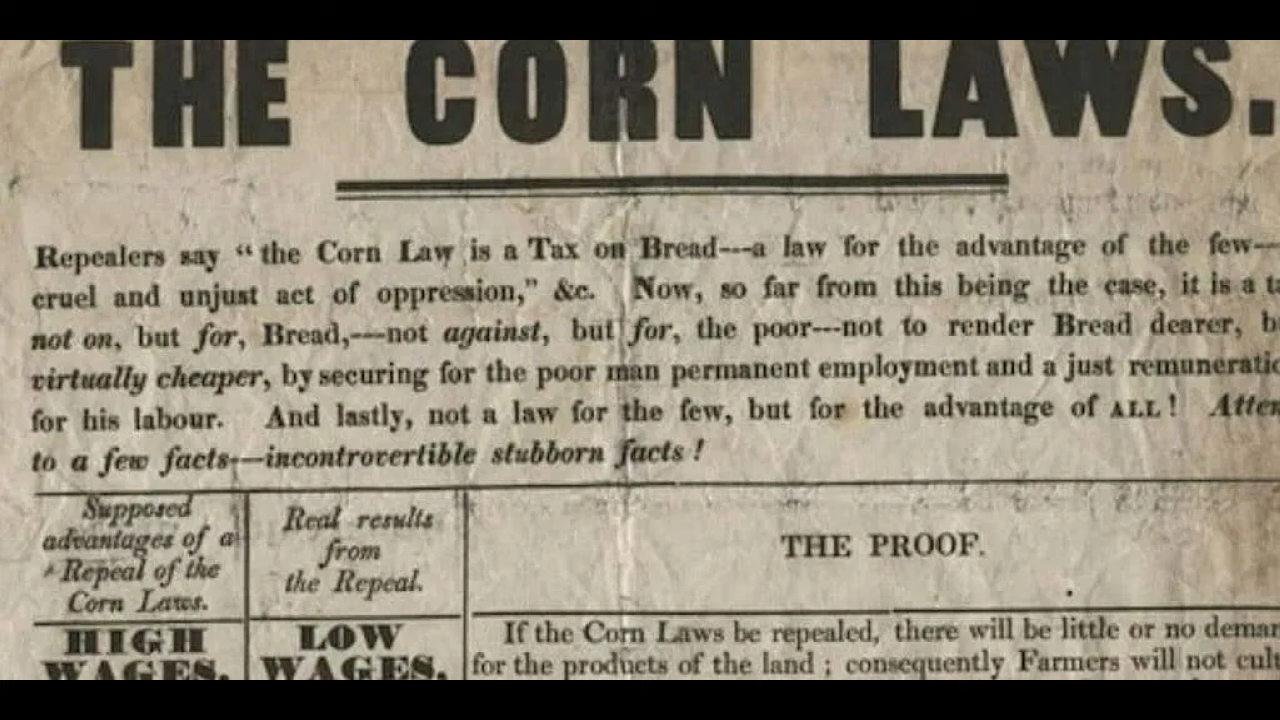 THE CORN LAWS.
Repealers say "the Corn Law is a Tax on Bread---a law for the advantage of the few—
cruel and unjust act of oppression," &c. Now, so far from this being the case, it is a
not on, but for, Bread,—-not against, but for, the poor---not to render Bread dearer,
virtually cheaper, by securing for the poor man permanent employment and a just
for his labour. And lastly, not a law for the few, but for the advantage of ALL!
to a few facts-—incontrovertible stubborn facts!
Supposed
advantages of a
Repeal of the
Corn Laws.
Real results
from
the Repeal.
THE PROOF.
HIGH
WAGES.
LOW
WAGES.
If the Corn Laws be repealed, there will be little or no
for the products of the land; consequently Farmers will not